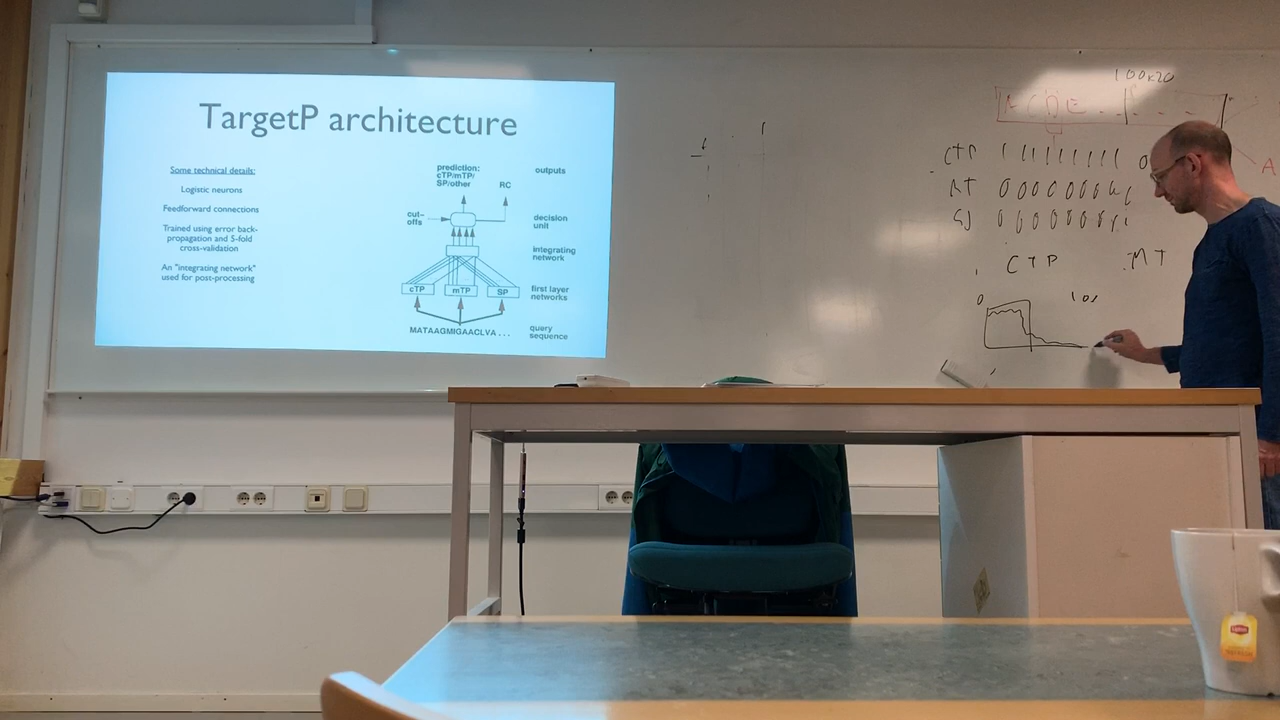 TargetP architecture
Some technical details:
Logistic neurons
Feedforward connections
Trained using error back-
propagation and 5-fold
cross-validation
An "integrating network"
used for post-processing
prediction:
cTP/mTP/
SP/other
RC
outputs
cut-
offs
decision
unit
integrating
network
cTP
mTP
SP
first layer
networks
MATAAGMIGAACLVA...
query
sequence
100x20
CTP
CTP
MT
Lipton